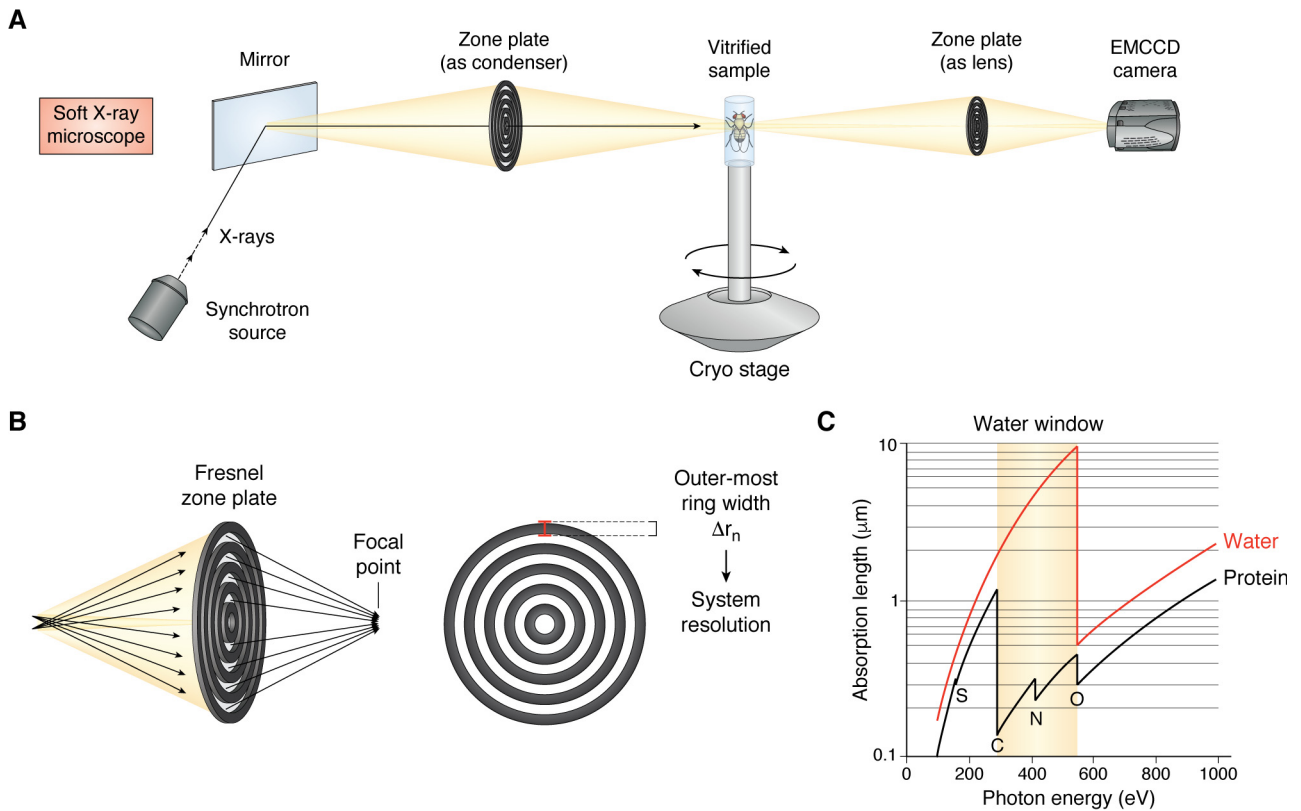 A
Soft X-ray
microscope
Mirror
Zone plate
(as condenser)
Vitrified
sample
Zone plate
(as lens)
EMCCD
camera
X-rays
Synchrotron
source
Cryo stage
B
Fresnel
zone plate
Focal
point
Outer-most
ring width
Δrn
System
resolution
C
Water window
Absorption length (μm)
10
1
0.1
Water
Protein
S
C
N
O
0
200
400
600
800
1000
Photon energy (eV)